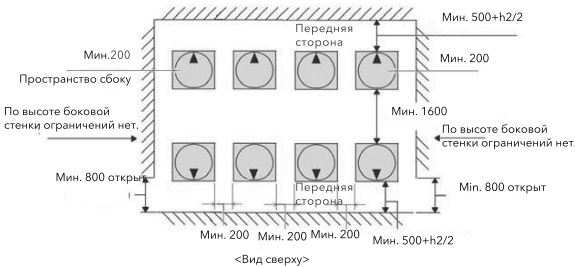 Мин. 500+h2/2
Передняя
сторона
Мин.200
Пространство сбоку
Мин. 200
Мин. 1600
По высоте боковой
стенки ограничений нет.
По высоте боковой
стенки ограничений нет.
Мин. 800 открыт
Min. 800 открыт
Передняя
сторона
Мин. 200
Мин. 200
Мин. 200
Мин. 500+h2/2
<Вид сверху>